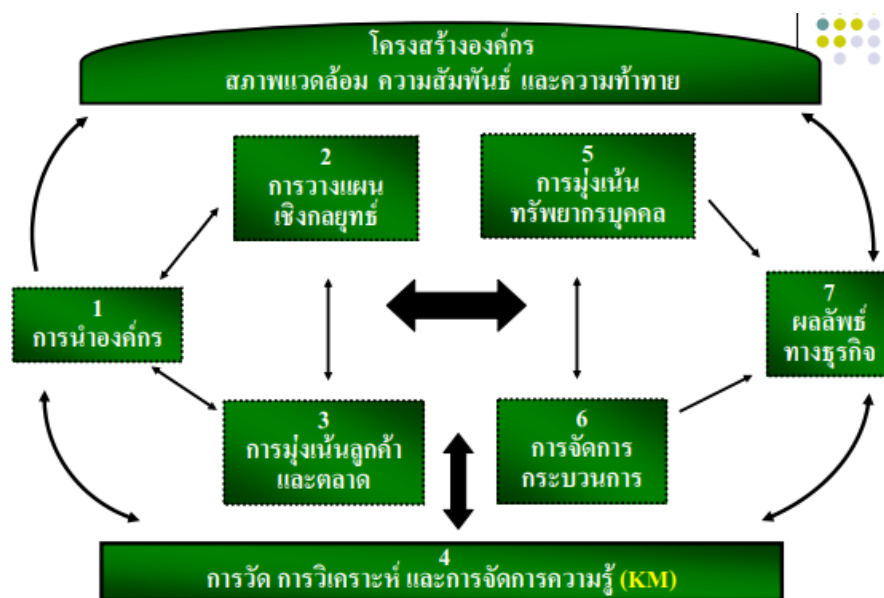 โครงสร้างองค์กร
สภาพแวดล้อม ความสัมพันธ์ และความท้าทาย
2
การวางแผน
เชิงกลยุทธ์
5
การมุ่งเน้น
ทรัพยากรบุคคล
1
การนำองค์กร
7
ผลลัพธ์
ทางธุรกิจ
3
การมุ่งเน้นลูกค้า
และตลาด
6
การจัดการ
กระบวนการ
4
การวัด การวิเคราะห์ และการจัดการความรู้ (KM)